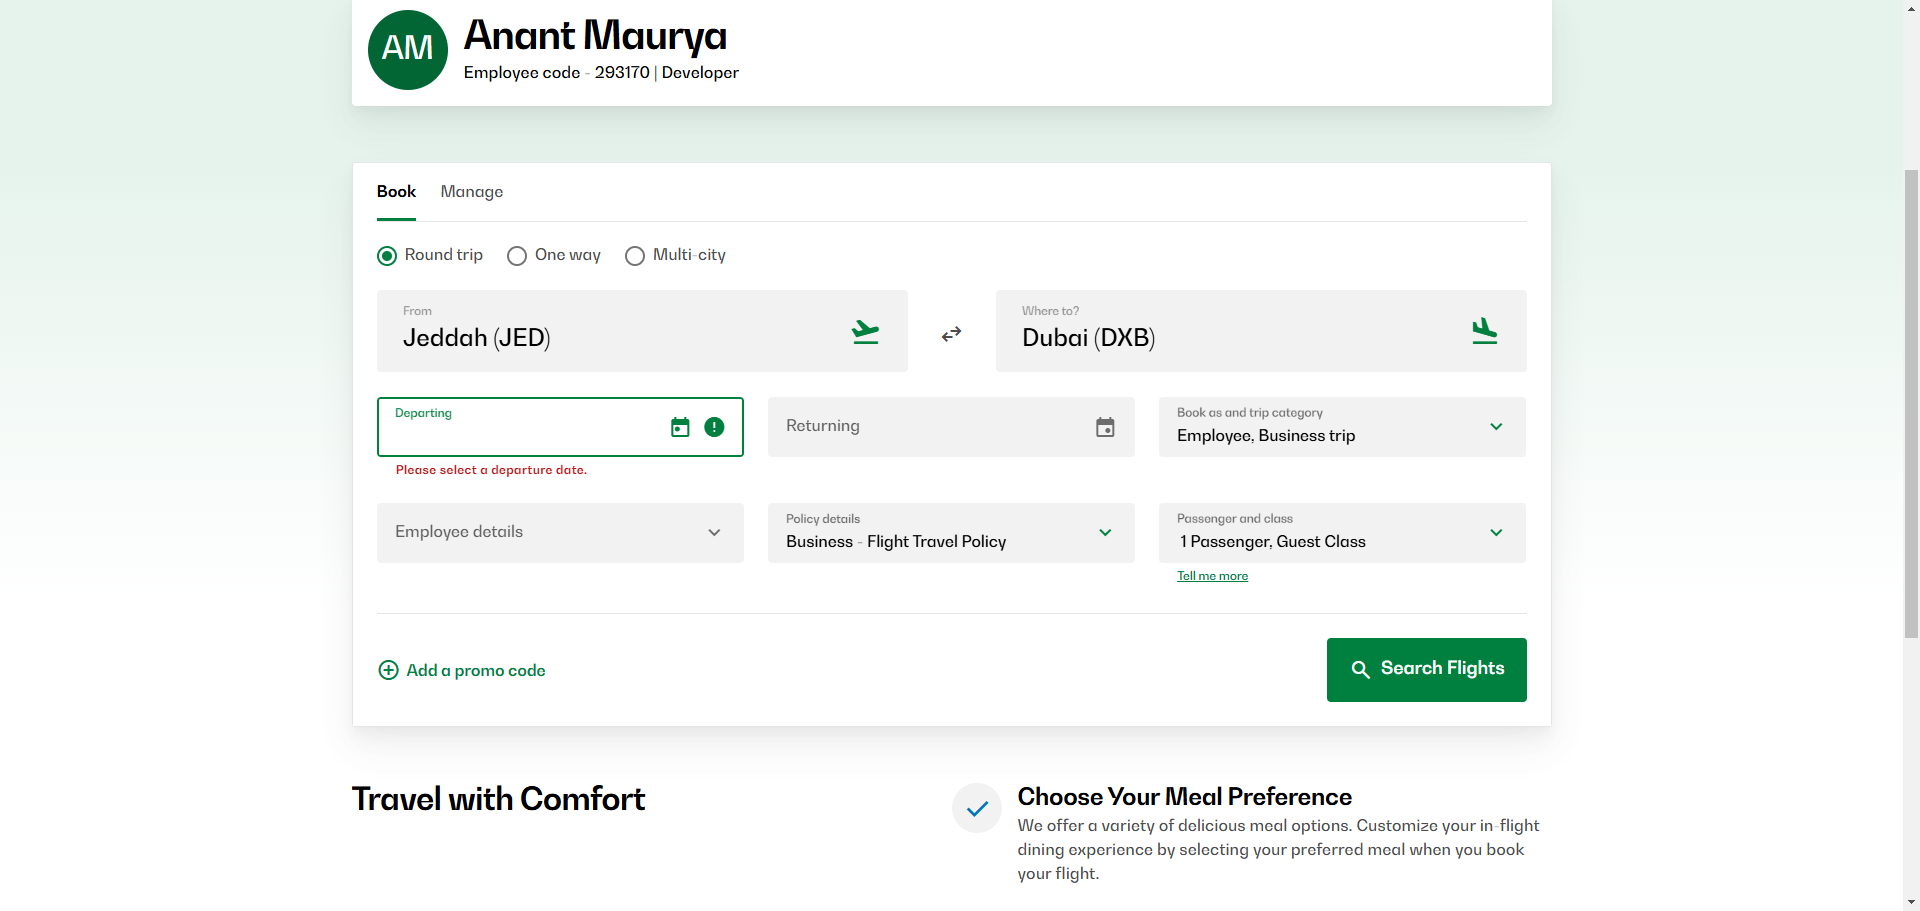 AM
Anant Maurya
Employee code - 293170 | Developer
Book Manage
Round trip One way Multi-city
From
Jeddah (JED)
Where to?
Dubai (DXB)
Departing
Please select a departure date.
Returning
Book as and trip category
Employee, Business trip
Employee details
Policy details
Business - Flight Travel Policy
Passenger and class
1 Passenger, Guest Class
Tell me more
Add a promo code
Search Flights
Travel with Comfort
Choose Your Meal Preference
We offer a variety of delicious meal options. Customize your in-flight
dining experience by selecting your preferred meal when you book
your flight.